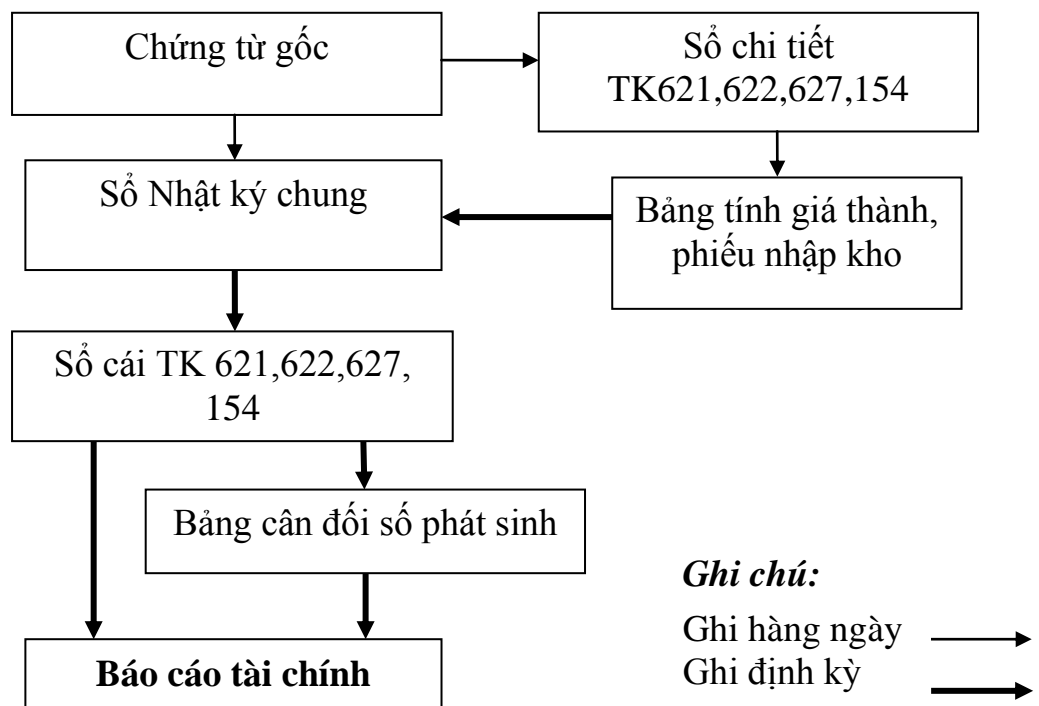 Chứng từ gốc
Sổ chi tiết
TK621,622,627,154
Sổ Nhật ký chung
Bảng tính giá thành,
phiếu nhập kho
Sổ cái TK 621,622,627,
154
Bảng cân đối số phát sinh
Báo cáo tài chính
Ghi chú:
Ghi hàng ngày
Ghi định kỳ